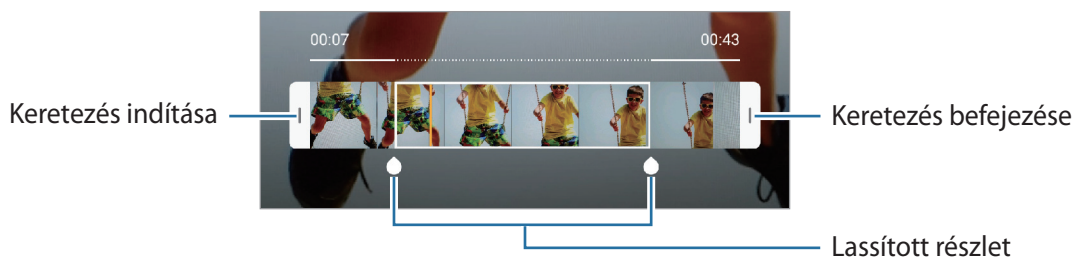 00:07
00:43
Keretezés indítása
Keretezés befejezése
Lassított részlet